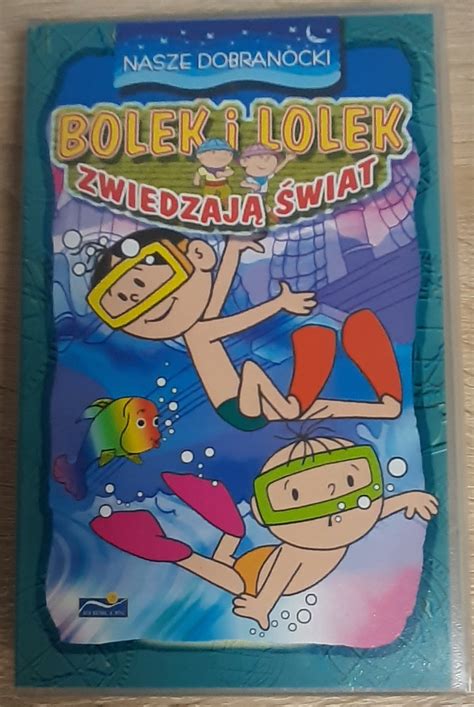 NASZE DOBRANOCKI
BOLEK i LOLEK
ZWIEDZAJĄ ŚWIAT